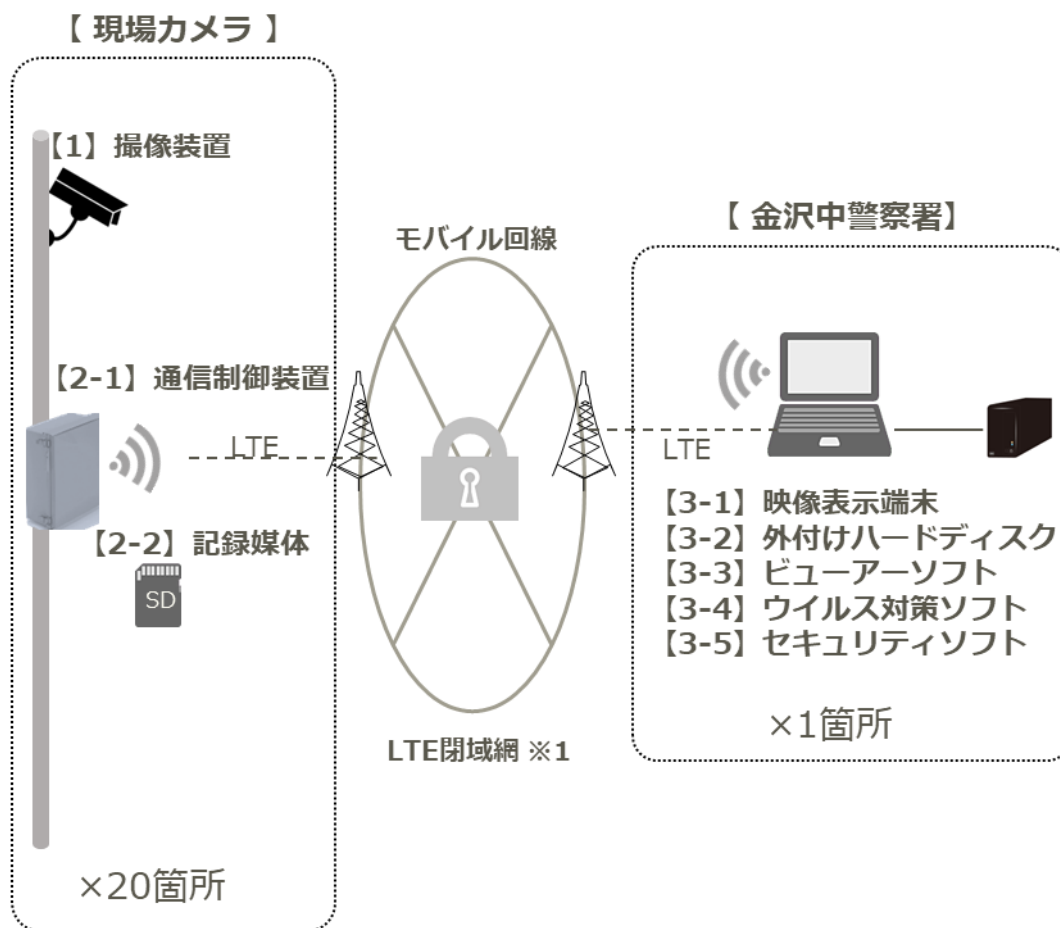 【 現場カメラ 】
【1】撮像装置
【2-1】通信制御装置
LTE
【2-2】記録媒体
SD
×20箇所
モバイル回線
LTE閉域網 ※1
【 金沢中警察署】
LTE
【3-1】映像表示端末
【3-2】外付けハードディスク
【3-3】ビューアーソフト
【3-4】ウイルス対策ソフト
【3-5】セキュリティソフト
×1箇所